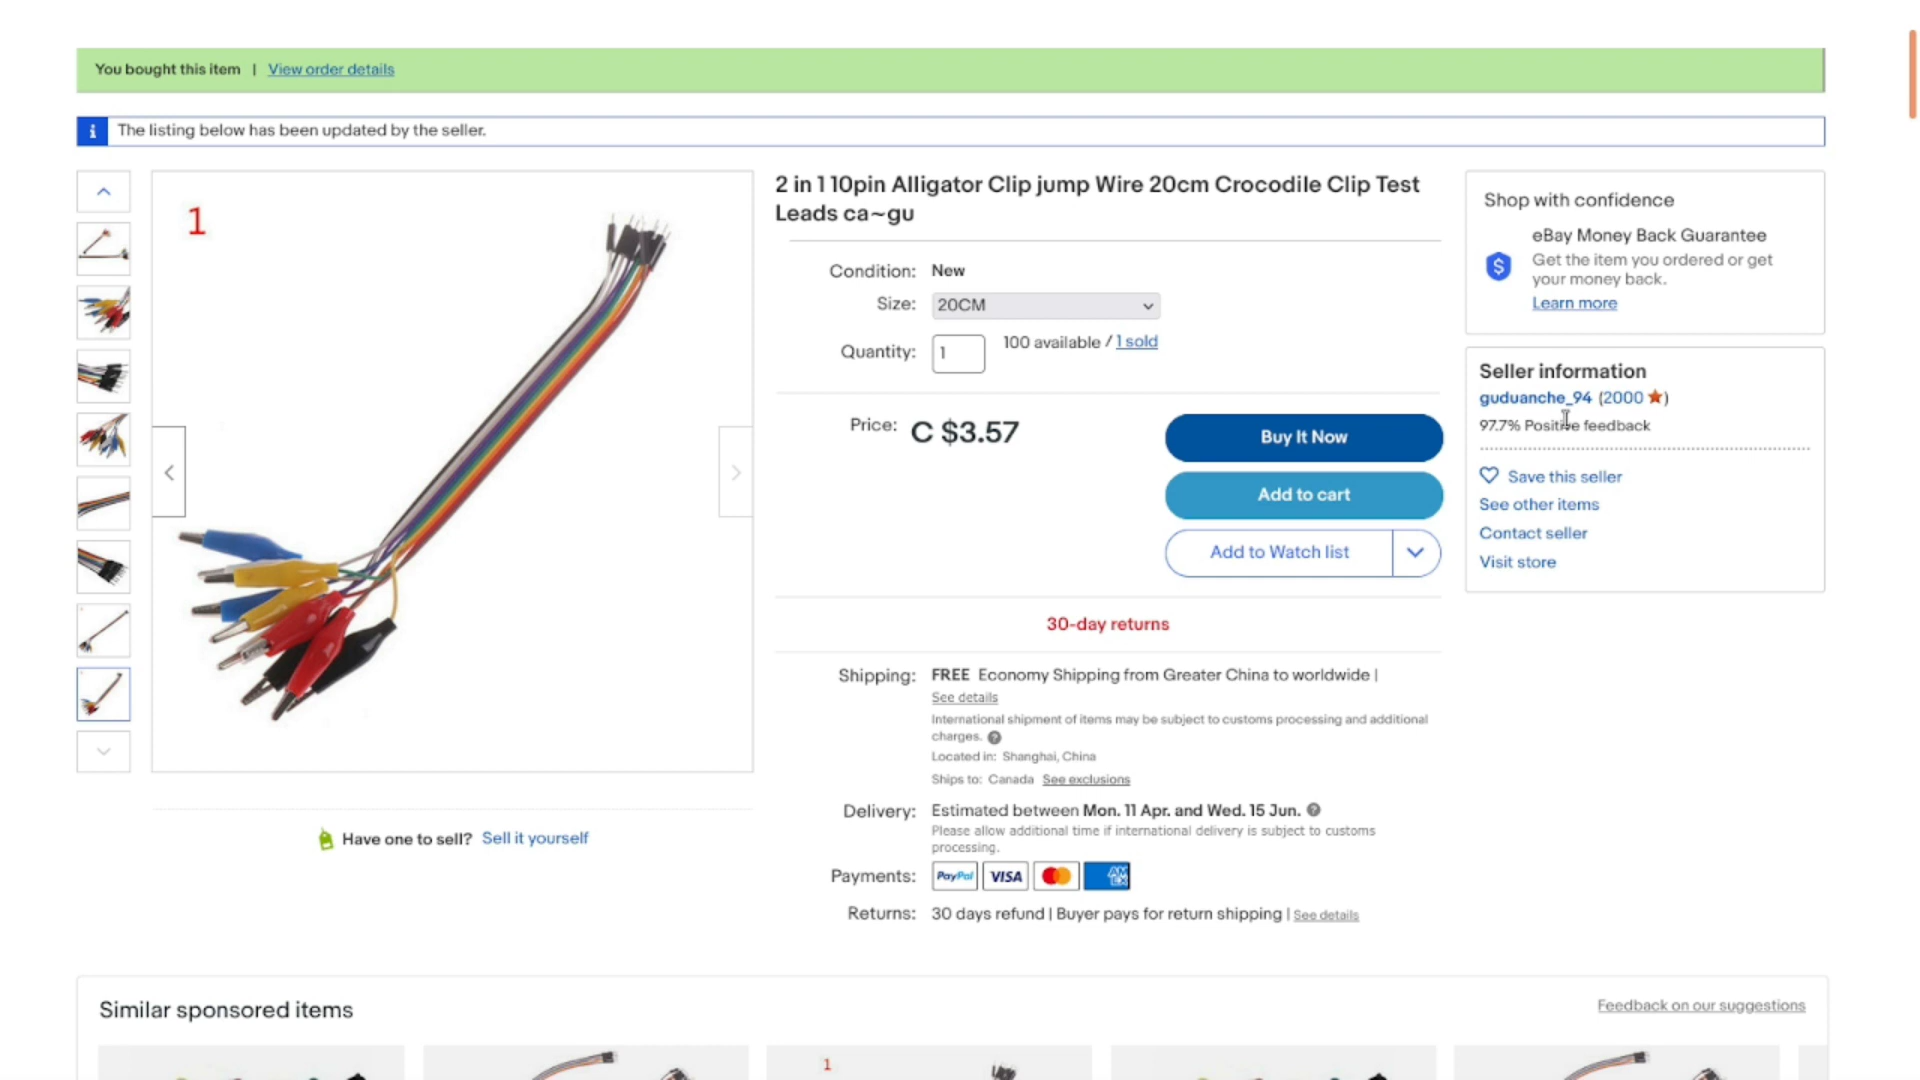 You bought this item | View order details
i The listing below has been updated by the seller.
1
2 in 1 10pin Alligator Clip jump Wire 20cm Crocodile Clip Test
Leads ca~gu
Condition: New
Size: 20CM
Quantity: 1 100 available / 1 sold
Price: C $3.57
Buy It Now
Add to cart
Add to Watch list
30-day returns
Shipping: FREE Economy Shipping from Greater China to worldwide |
See details
International shipment of items may be subject to customs processing and additional
charges. ?
Located in: Shanghai, China
Ships to: Canada See exclusions
Delivery: Estimated between Mon. 11 Apr. and Wed. 15 Jun. ?
Please allow additional time if international delivery is subject to customs
processing.
Payments: PayPal VISA AMEX
Returns: 30 days refund | Buyer pays for return shipping | See details
Shop with confidence
eBay Money Back Guarantee
$ Get the item you ordered or get
your money back.
Learn more
Seller information
guduanche_94 (2000 ★)
97.7% Positive feedback
Save this seller
See other items
Contact seller
Visit store
Have one to sell? Sell it yourself
Similar sponsored items
Feedback on our suggestions
1